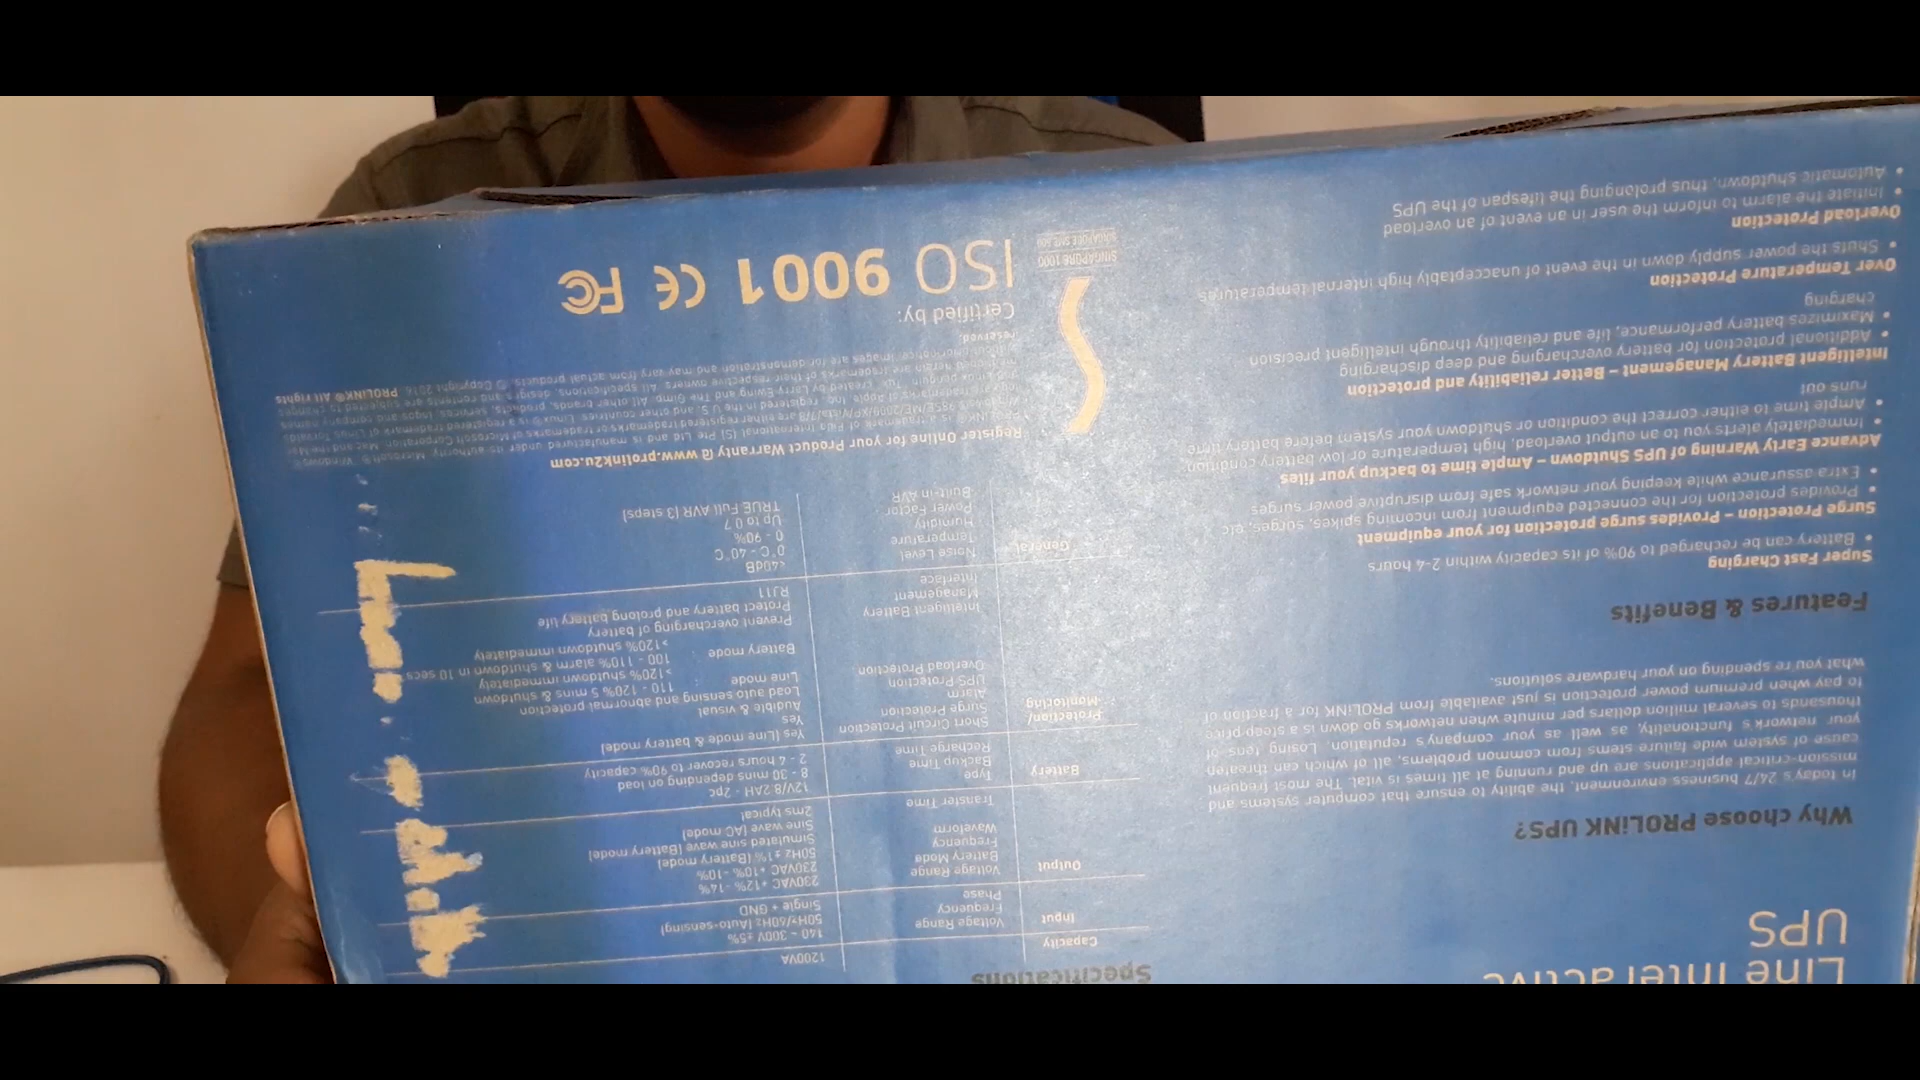 Line Interactive
UPS
Why choose PROLiNK UPS?
In today's 24/7 business environment, the ability to ensure that computer systems and
mission-critical applications are up and running at all times is vital. The most frequent
cause of system wide failure stems from common problems, all of which can threaten
your network's functionality, as well as your company's reputation. Losing tens of
thousands to several million dollars per minute when networks go down is a steep price
to pay when premium power protection is just available from PROLiNK for a fraction of
what you're spending on your hardware solutions.
Features & Benefits
Super Fast Charging
• Battery can be recharged to 90% of its capacity within 2-4 hours
Surge Protection – Provides surge protection for your equipment
• Provides protection for the connected equipment from incoming spikes, surges, etc
• Extra assurance while keeping your network safe from disruptive power surges
Advance Early Warning of UPS Shutdown – Ample time to backup your files
• Immediately alerts you to an output overload, high temperature or low battery condition
• Ample time to either correct the condition or shutdown your system before battery time
runs out
Intelligent Battery Management – Better reliability and protection
• Additional protection for battery overcharging and deep discharging
• Maximizes battery performance, life and reliability through intelligent precision
charging
Over Temperature Protection
• Shuts the power supply down in the event of unacceptably high internal temperatures
Overload Protection
• Initiate the alarm to inform the user in an event of an overload
• Automatic shutdown, thus prolonging the lifespan of the UPS
Specifications
Capacity 1200VA
Input Voltage Range 140 - 300V ±5%
Frequency 50Hz/60Hz (Auto-sensing)
Phase Single + GND
Output Voltage Range 230VAC +12% -14%
Battery Mode 230VAC +10% -10%
Frequency 50Hz ±1% (Battery mode)
Waveform Simulated sine wave (Battery mode)
Sine wave (AC mode)
Transfer Time 2ms typical
Battery Type 12V/8.2AH - 2pc
Backup Time 8 - 30 mins depending on load
Recharge Time 2 - 4 hours recover to 90% capacity
Protection/
Monitoring
Short Circuit Protection Yes (Line mode & battery mode)
Surge Protection Yes
Alarm Audible & visual
UPS Protection Load auto sensing and abnormal protection
Overload Protection Line mode 110 - 120% 5 mins & shutdown
>120% shutdown immediately
Battery mode 100 - 110% alarm & shutdown in 10 secs
>120% shutdown immediately
Intelligent Battery Prevent overcharging of battery
Management Protect battery and prolong battery life
Interface RJ11
General Noise Level <40dB
Temperature 0°C - 40°C
Humidity 0 - 90%
Power Factor Up to 0.7
Built-in AVR TRUE Full AVR (3 steps)
Register Online for your Product Warranty @ www.prolink2u.com
reserved.
Certified by:
ISO 9001 CE FC
SINGAPORE 1000